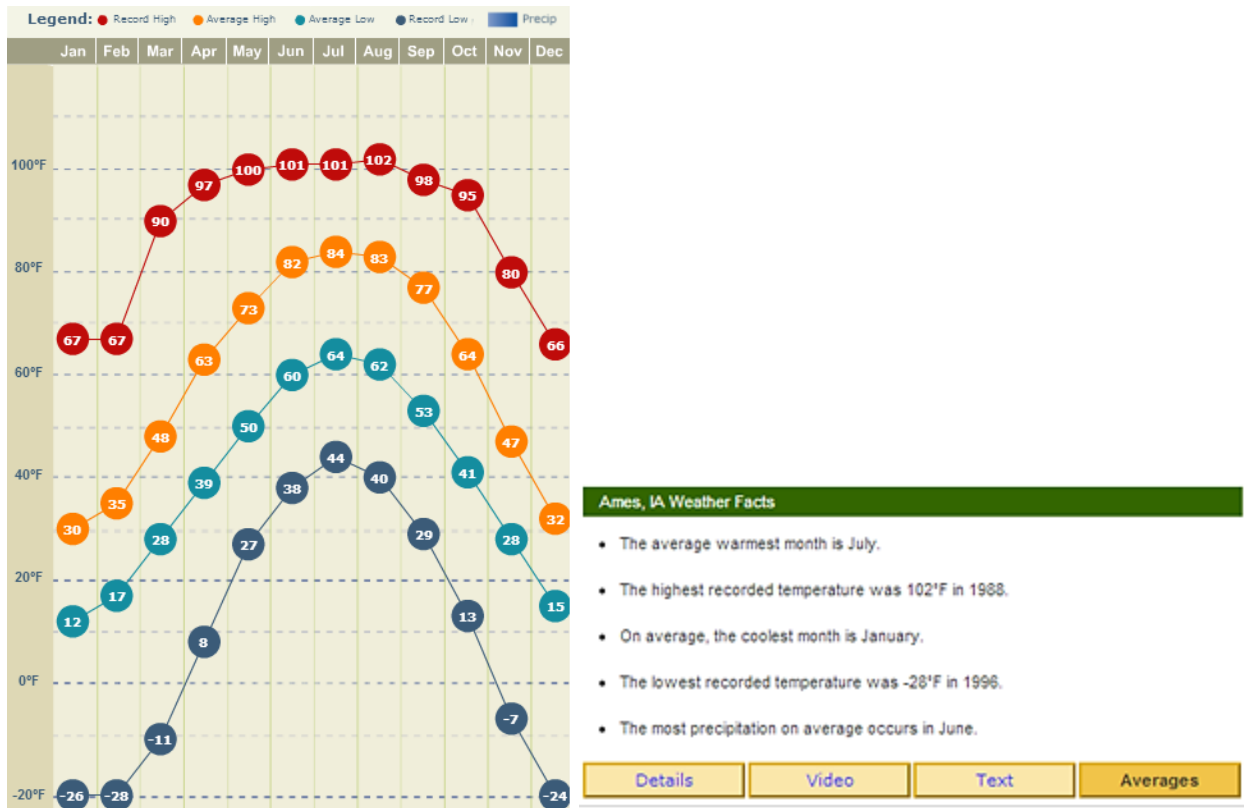 Legend: Record High Average High Average Low Record Low Precip
Jan Feb Mar Apr May Jun Jul Aug Sep Oct Nov Dec
100°F
80°F
60°F
40°F
20°F
0°F
-20°F
67 67 90 97 100 101 101 102 98 95 80 66
30 35 48 63 73 82 84 83 77 64 47 32
12 17 28 39 50 60 64 62 53 41 28 15
-26 -28 -11 8 27 38 44 40 29 13 -7 -24
Ames, IA Weather Facts
• The average warmest month is July.
• The highest recorded temperature was 102°F in 1988.
• On average, the coolest month is January.
• The lowest recorded temperature was -28°F in 1996.
• The most precipitation on average occurs in June.
Details Video Text Averages